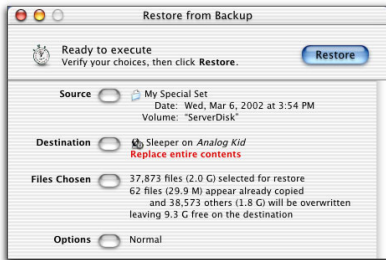 Restore from Backup
Ready to execute
Verify your choices, then click Restore.
Restore
Source My Special Set
Date: Wed, Mar 6, 2002 at 3:54 PM
Volume: "ServerDisk"
Destination Sleeper on Analog Kid
Replace entire contents
Files Chosen 37,873 files (2.0 G) selected for restore
62 files (29.9 M) appear already copied
and 38,573 others (1.8 G) will be overwritten
leaving 9.3 G free on the destination
Options Normal